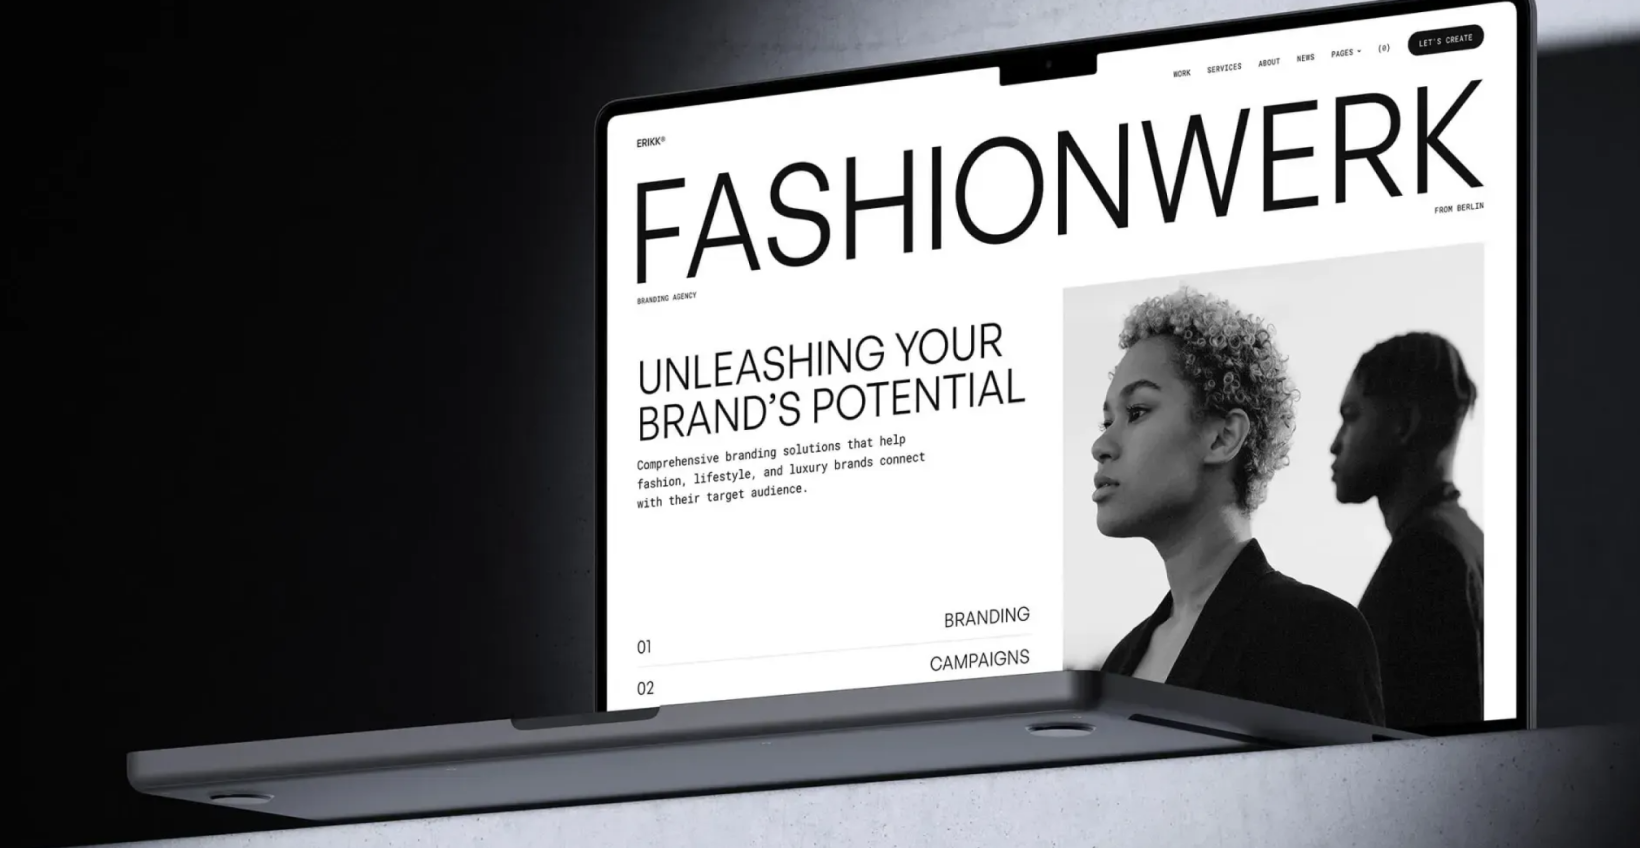 ERIKK®
WORK SERVICES ABOUT NEWS PAGES (0) LET'S CREATE
FASHIONWERK
BRANDING AGENCY
FROM BERLIN
UNLEASHING YOUR
BRAND’S POTENTIAL
Comprehensive branding solutions that help
fashion, lifestyle, and luxury brands connect
with their target audience.
01 BRANDING
02 CAMPAIGNS